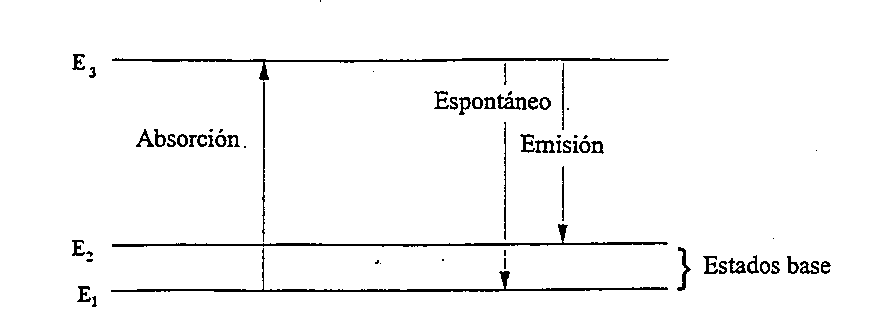 E₃
Espontáneo
Absorción
Emisión
E₂
Estados base
E₁